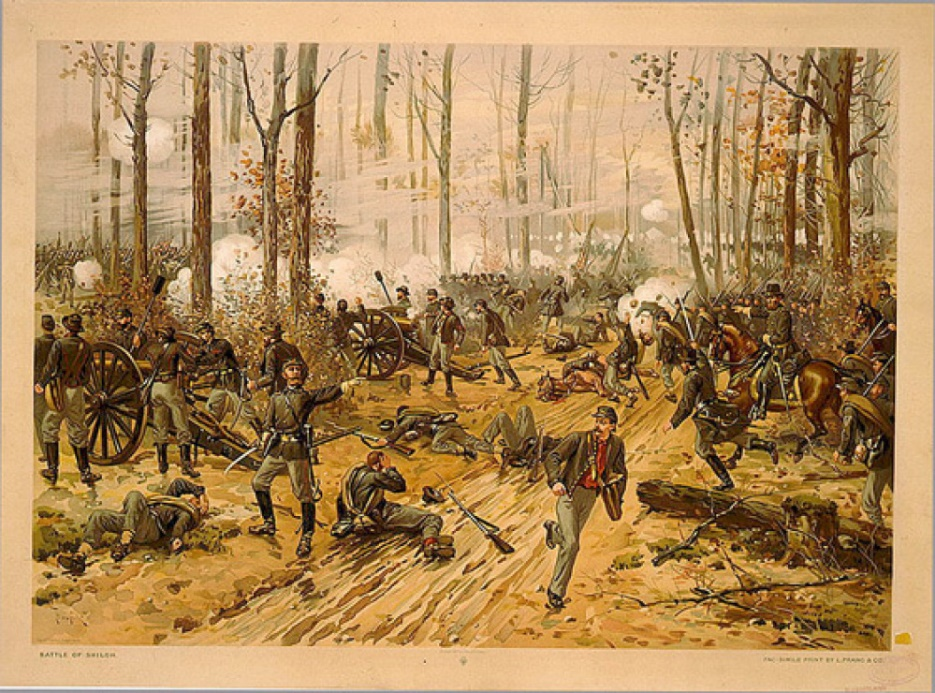 BATTLE OF SHILOH.
FAC-SIMILE PRINT BY L. PRANG & CO.